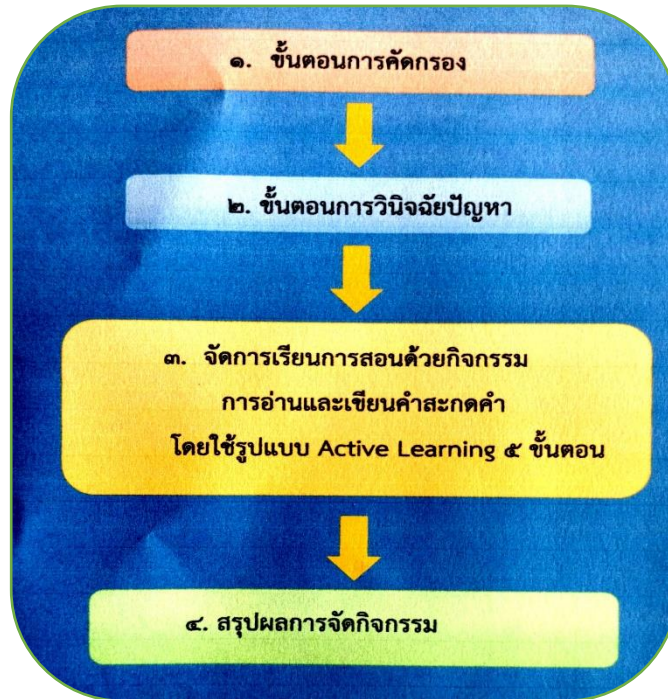 ๑. ขั้นตอนการคัดกรอง
๒. ขั้นตอนการวินิจฉัยปัญหา
๓. จัดการเรียนการสอนด้วยกิจกรรม
การอ่านและเขียนคำสะกดคำ
โดยใช้รูปแบบ Active Learning ๕ ขั้นตอน
๔. สรุปผลการจัดกิจกรรม